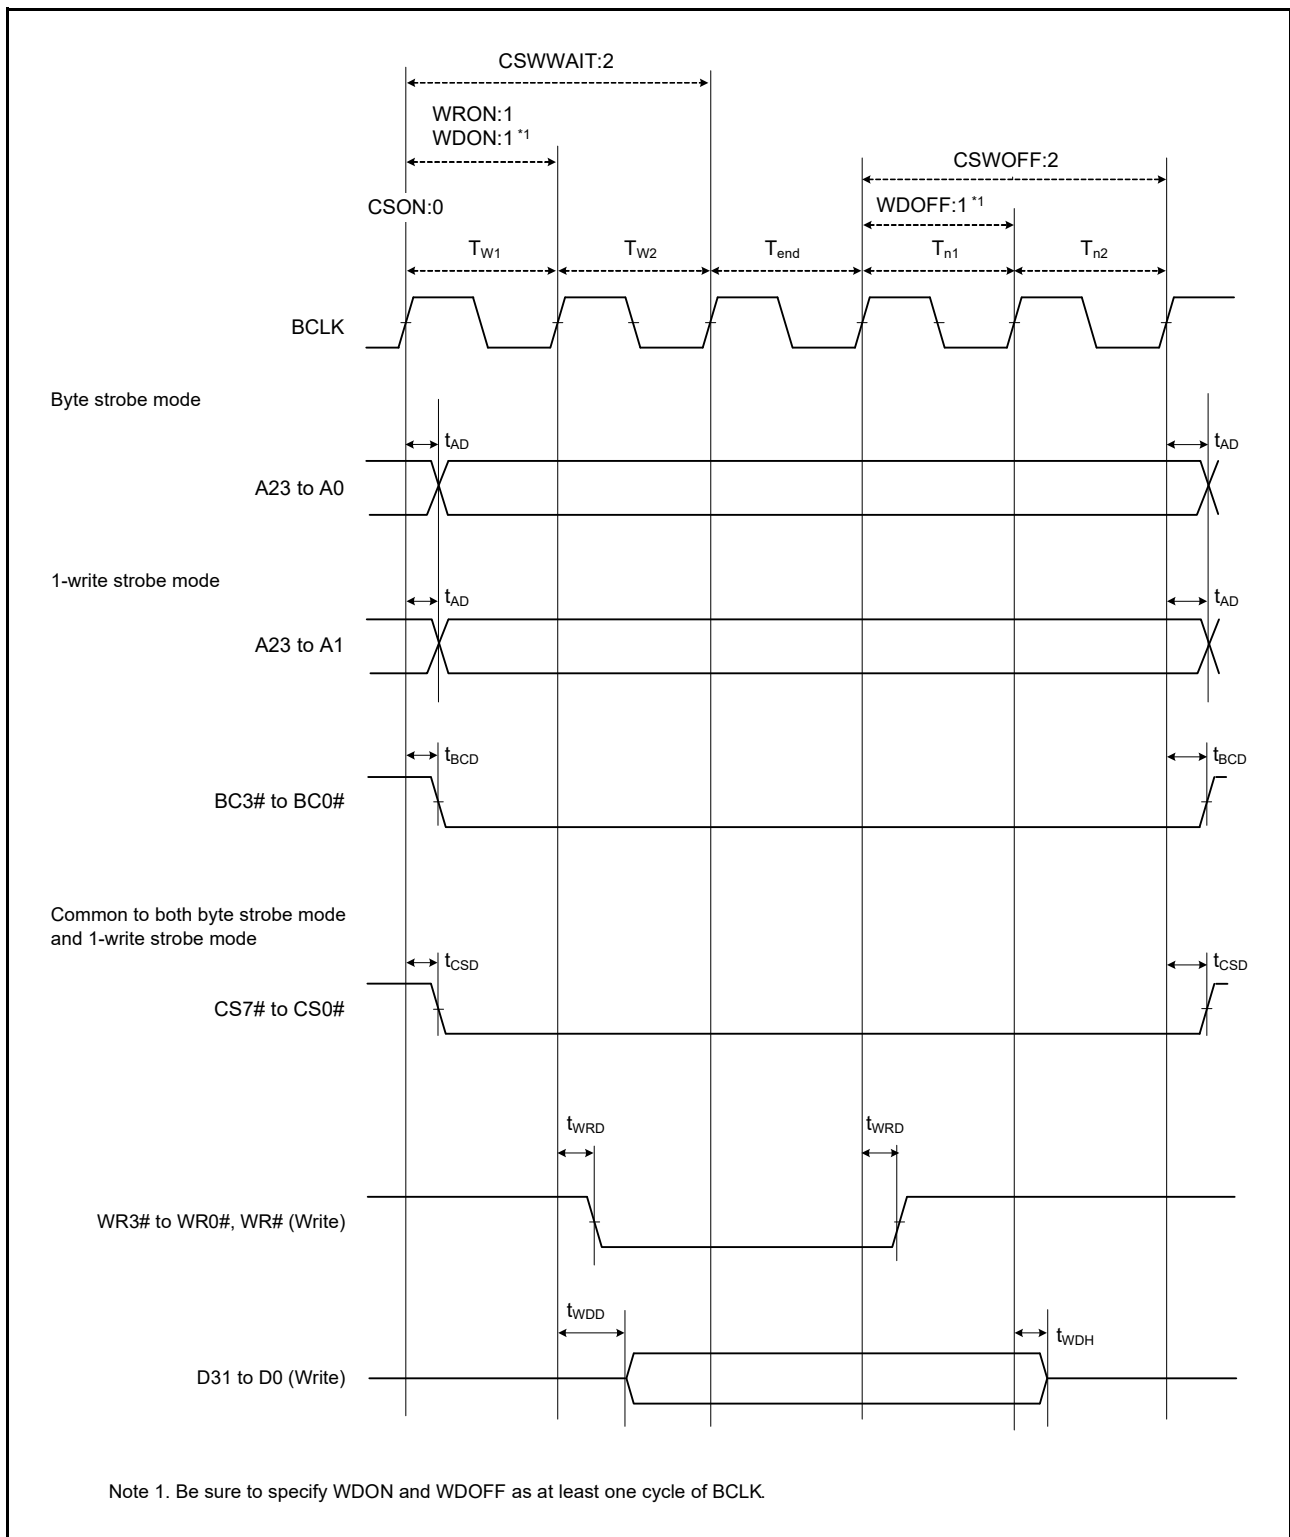 CSWWAIT:2
WRON:1
WDON:1 *1
CSWOFF:2
WDOFF:1 *1
CSON:0
TW1 TW2 Tend Tn1 Tn2
BCLK
Byte strobe mode
tAD tAD
A23 to A0
1-write strobe mode
tAD tAD
A23 to A1
tBCD tBCD
BC3# to BC0#
Common to both byte strobe mode
and 1-write strobe mode
tCSD tCSD
CS7# to CS0#
tWRD tWRD
WR3# to WR0#, WR# (Write)
tWDD tWDH
D31 to D0 (Write)
Note 1. Be sure to specify WDON and WDOFF as at least one cycle of BCLK.